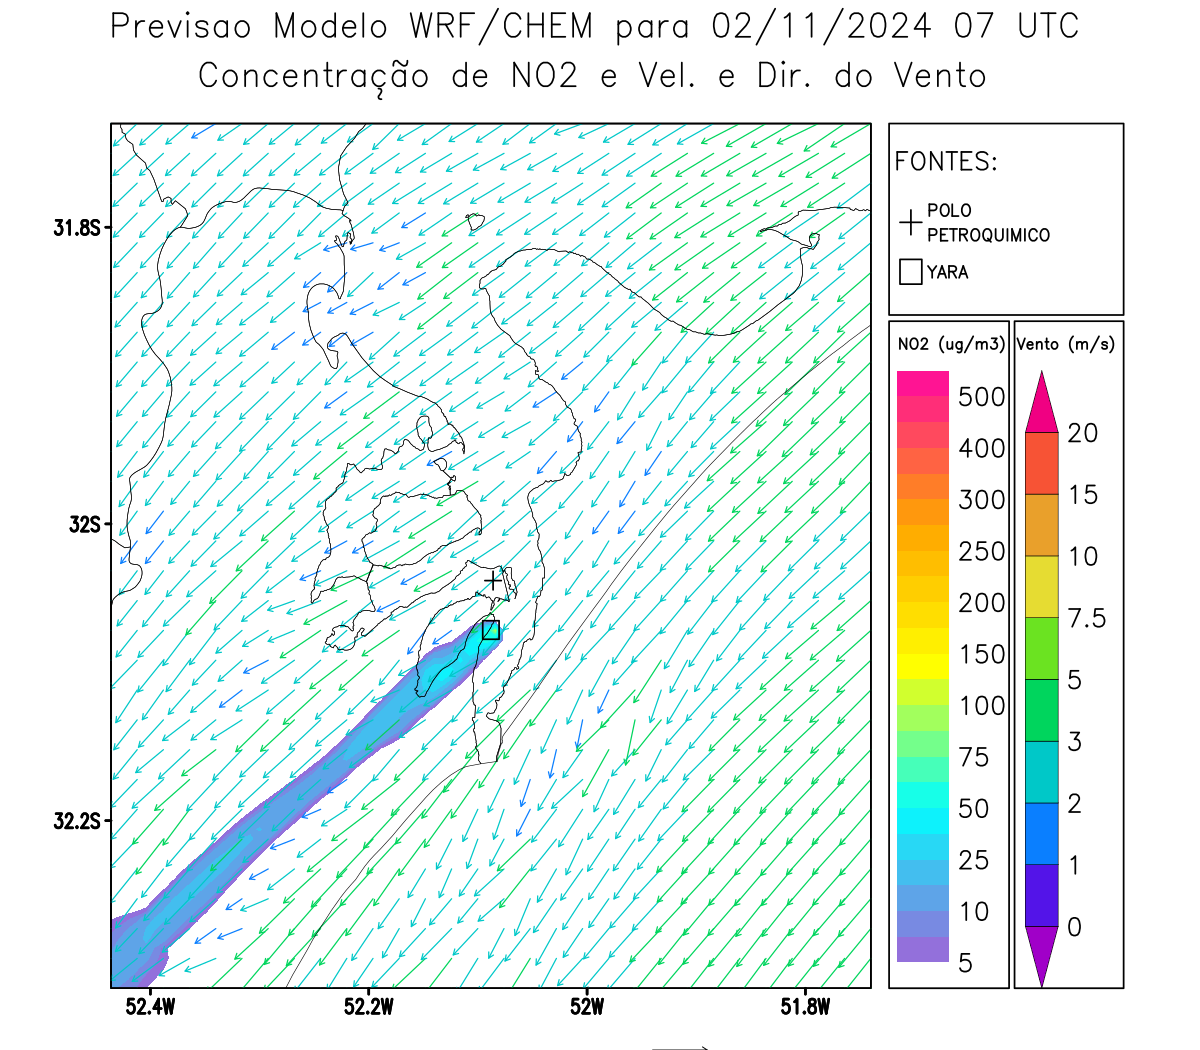 Previsao Modelo WRF/CHEM para 02/11/2024 07 UTC
Concentração de NO2 e Vel. e Dir. do Vento
FONTES:
POLO
PETROQUIMICO
YARA
NO2 (ug/m3)
500
400
300
250
200
150
100
75
50
25
10
5
Vento (m/s)
20
15
10
7.5
5
3
2
1
0
31.8S
32S
32.2S
52.4W
52.2W
52W
51.8W